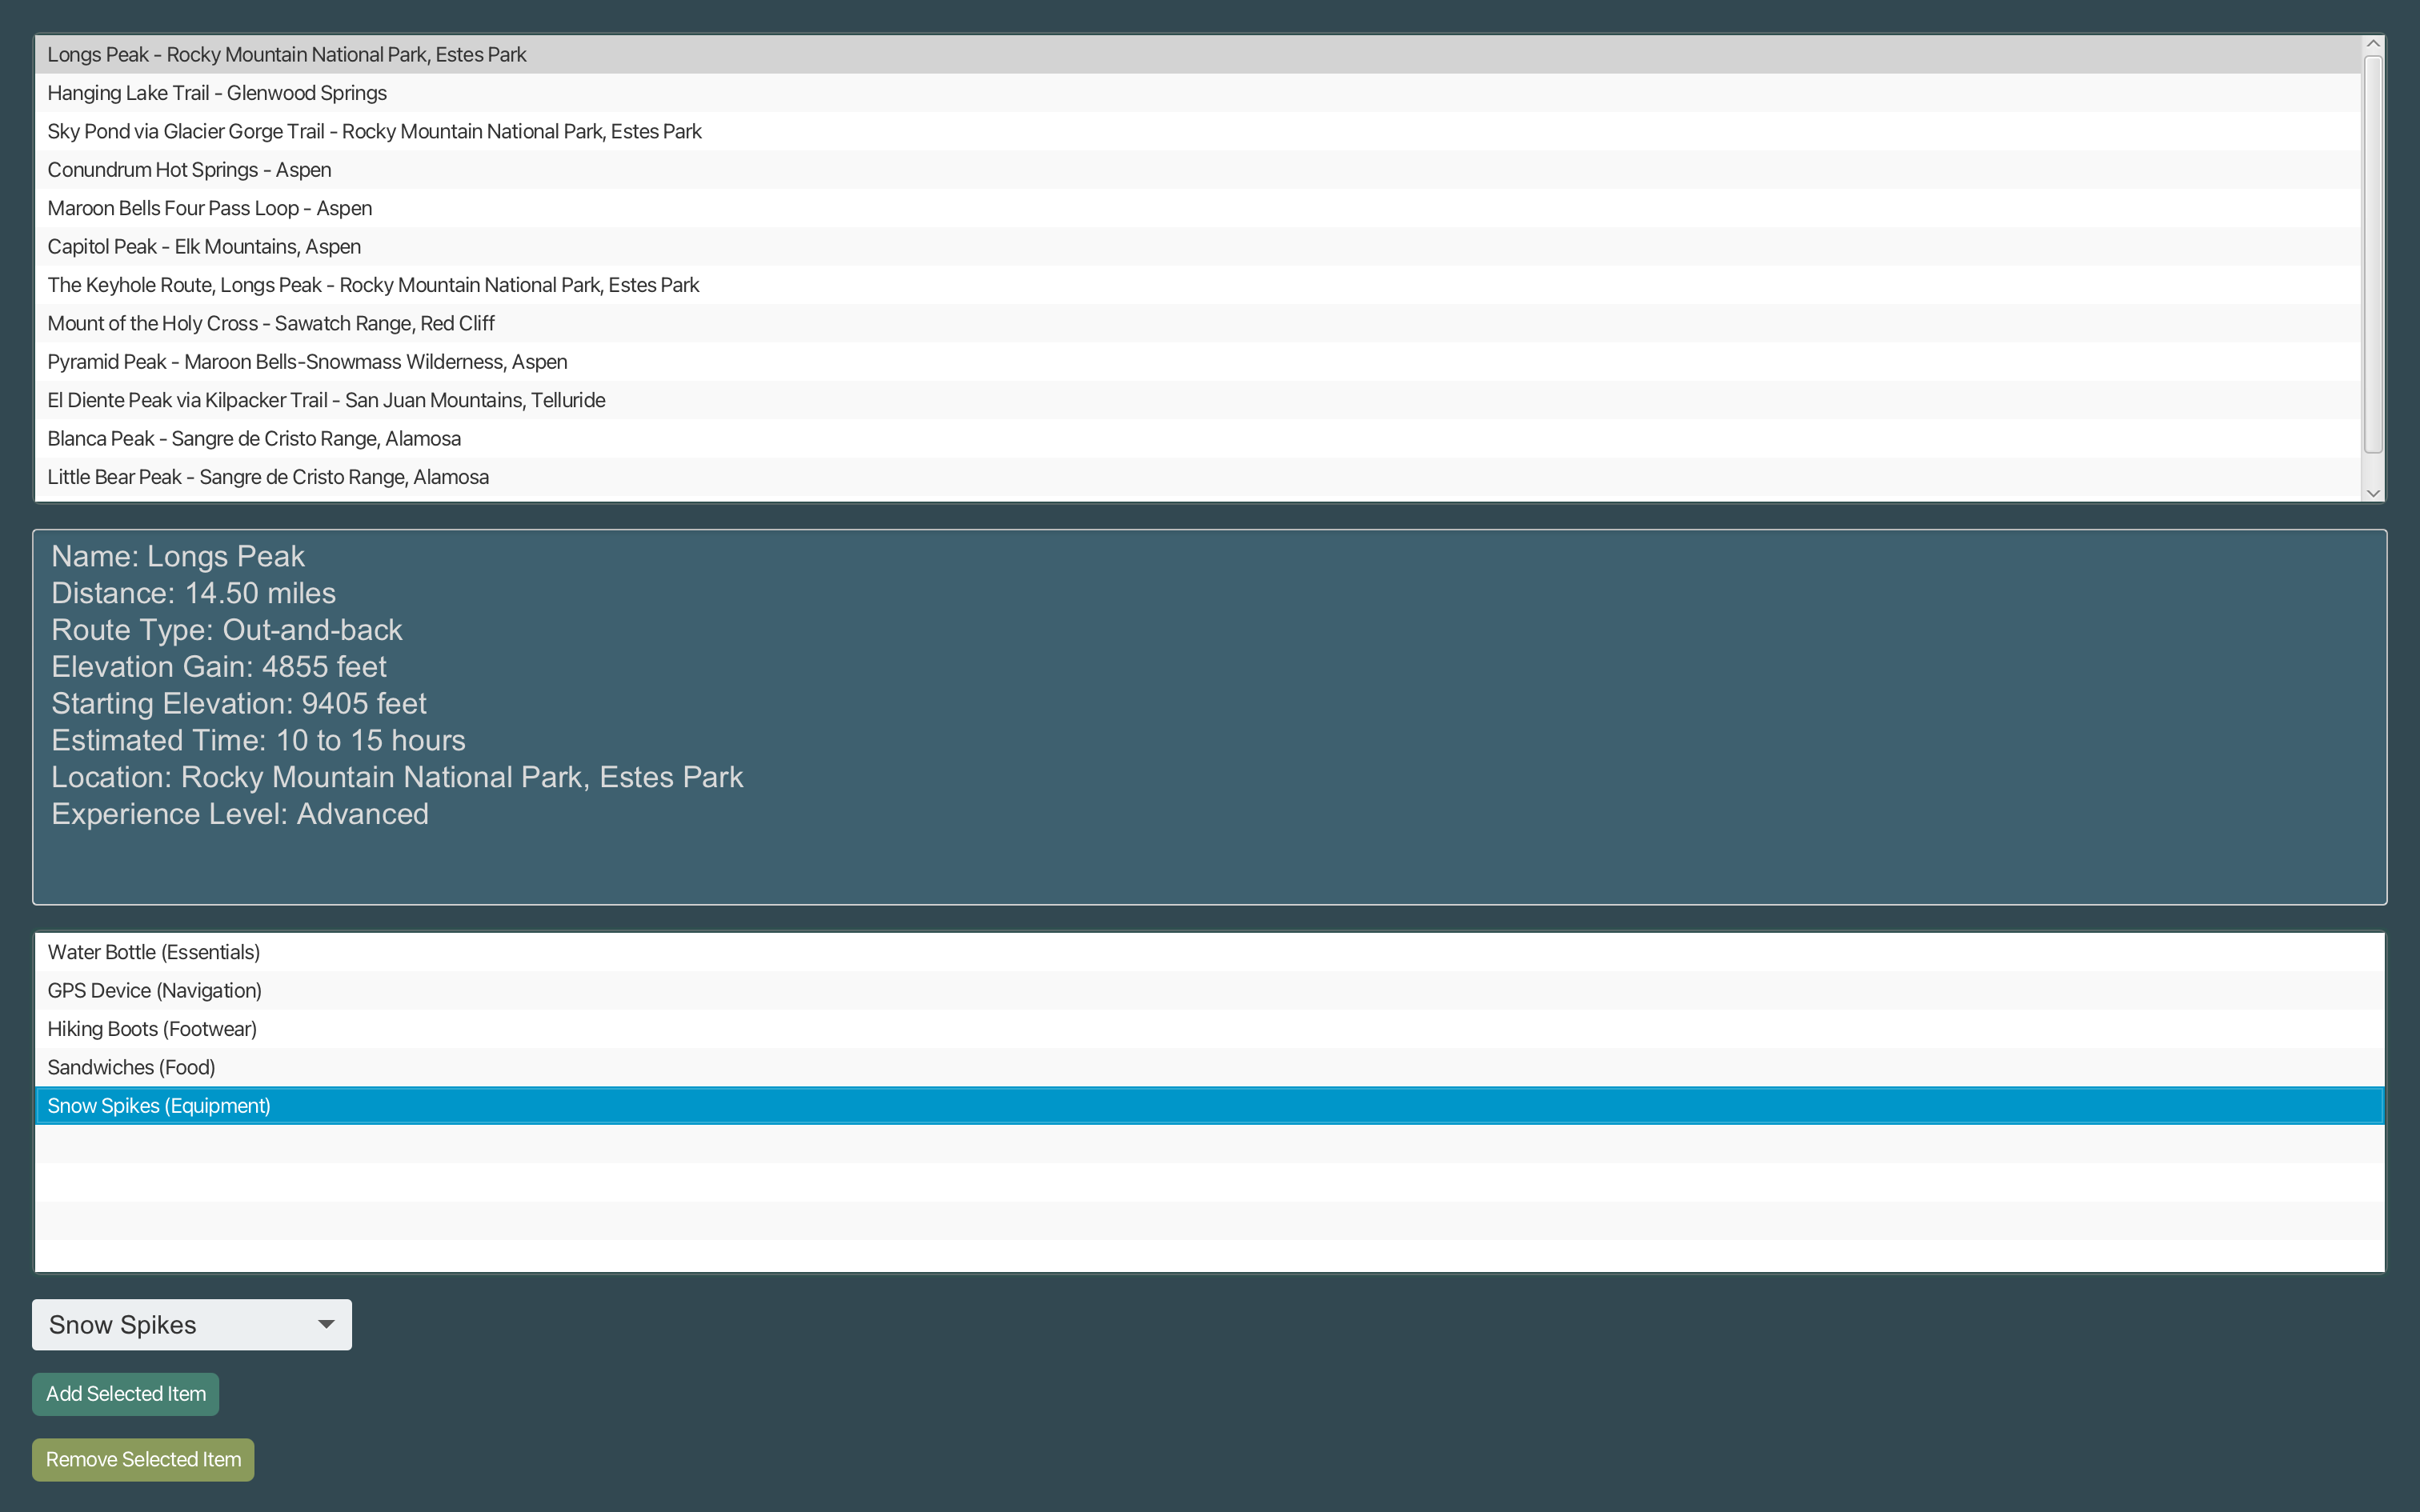 Longs Peak - Rocky Mountain National Park, Estes Park
Hanging Lake Trail - Glenwood Springs
Sky Pond via Glacier Gorge Trail - Rocky Mountain National Park, Estes Park
Conundrum Hot Springs - Aspen
Maroon Bells Four Pass Loop - Aspen
Capitol Peak - Elk Mountains, Aspen
The Keyhole Route, Longs Peak - Rocky Mountain National Park, Estes Park
Mount of the Holy Cross - Sawatch Range, Red Cliff
Pyramid Peak - Maroon Bells-Snowmass Wilderness, Aspen
El Diente Peak via Kilpacker Trail - San Juan Mountains, Telluride
Blanca Peak - Sangre de Cristo Range, Alamosa
Little Bear Peak - Sangre de Cristo Range, Alamosa
Name: Longs Peak
Distance: 14.50 miles
Route Type: Out-and-back
Elevation Gain: 4855 feet
Starting Elevation: 9405 feet
Estimated Time: 10 to 15 hours
Location: Rocky Mountain National Park, Estes Park
Experience Level: Advanced
Water Bottle (Essentials)
GPS Device (Navigation)
Hiking Boots (Footwear)
Sandwiches (Food)
Snow Spikes (Equipment)
Snow Spikes
Add Selected Item
Remove Selected Item